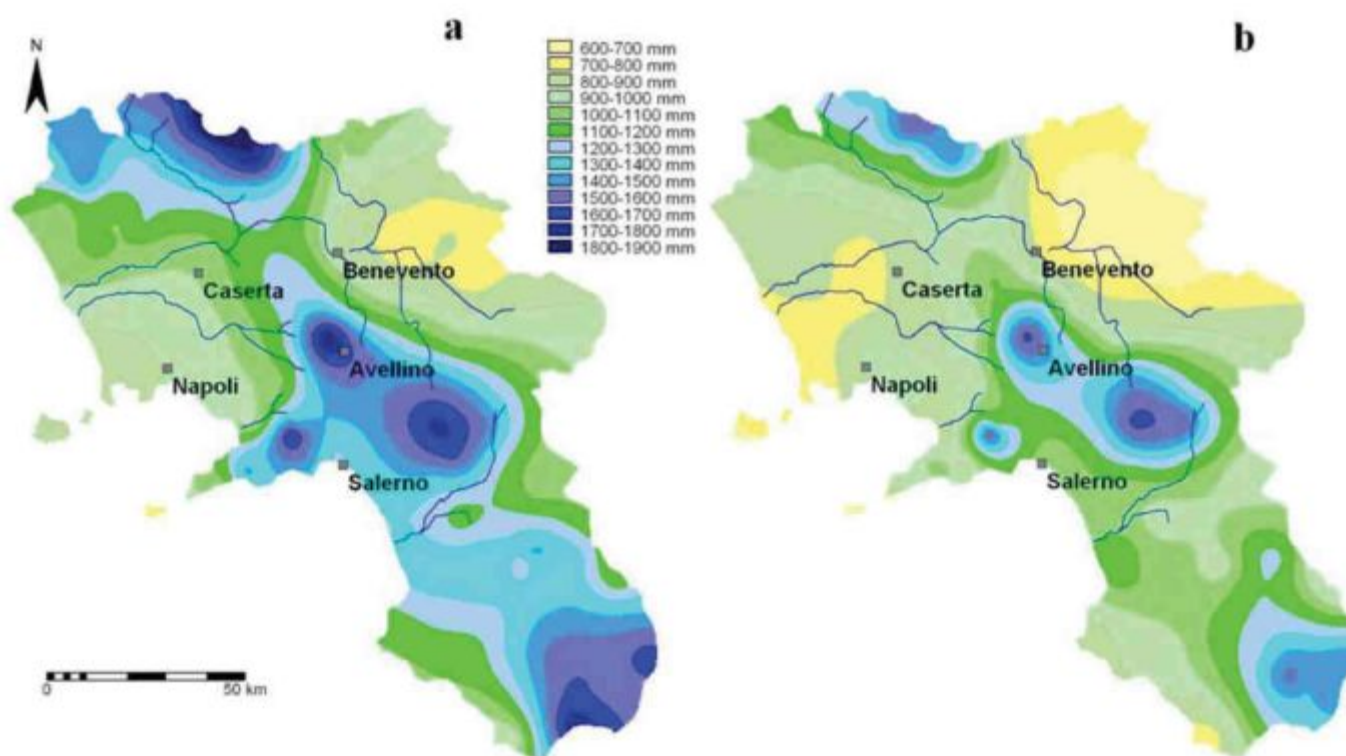 a
b
N
600-700 mm
700-800 mm
800-900 mm
900-1000 mm
1000-1100 mm
1100-1200 mm
1200-1300 mm
1300-1400 mm
1400-1500 mm
1500-1600 mm
1600-1700 mm
1700-1800 mm
1800-1900 mm
Benevento
Caserta
Avellino
Napoli
Salerno
Benevento
Caserta
Avellino
Napoli
Salerno
0 50 km